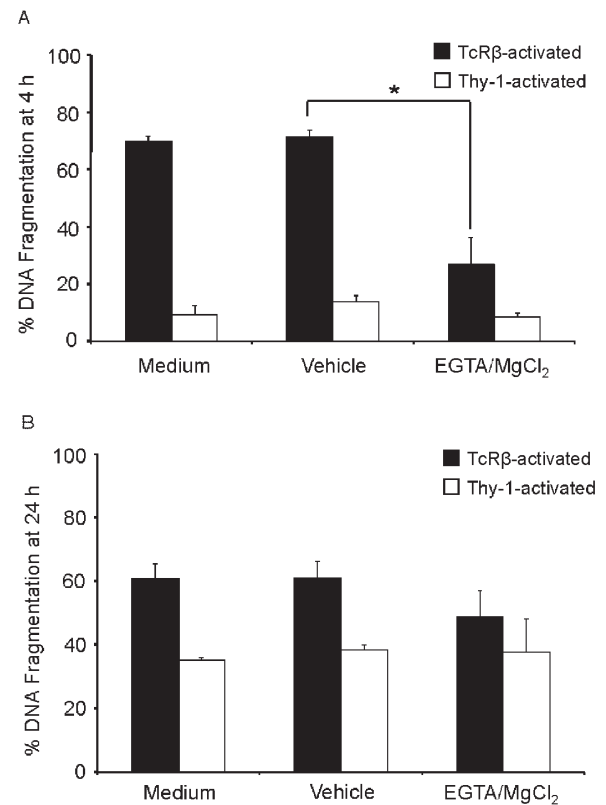 A
% DNA Fragmentation at 4 h
100
80
60
40
20
0
TcRβ-activated
Thy-1-activated
*
Medium Vehicle EGTA/MgCl₂
B
% DNA Fragmentation at 24 h
100
80
60
40
20
0
TcRβ-activated
Thy-1-activated
Medium Vehicle EGTA/MgCl₂